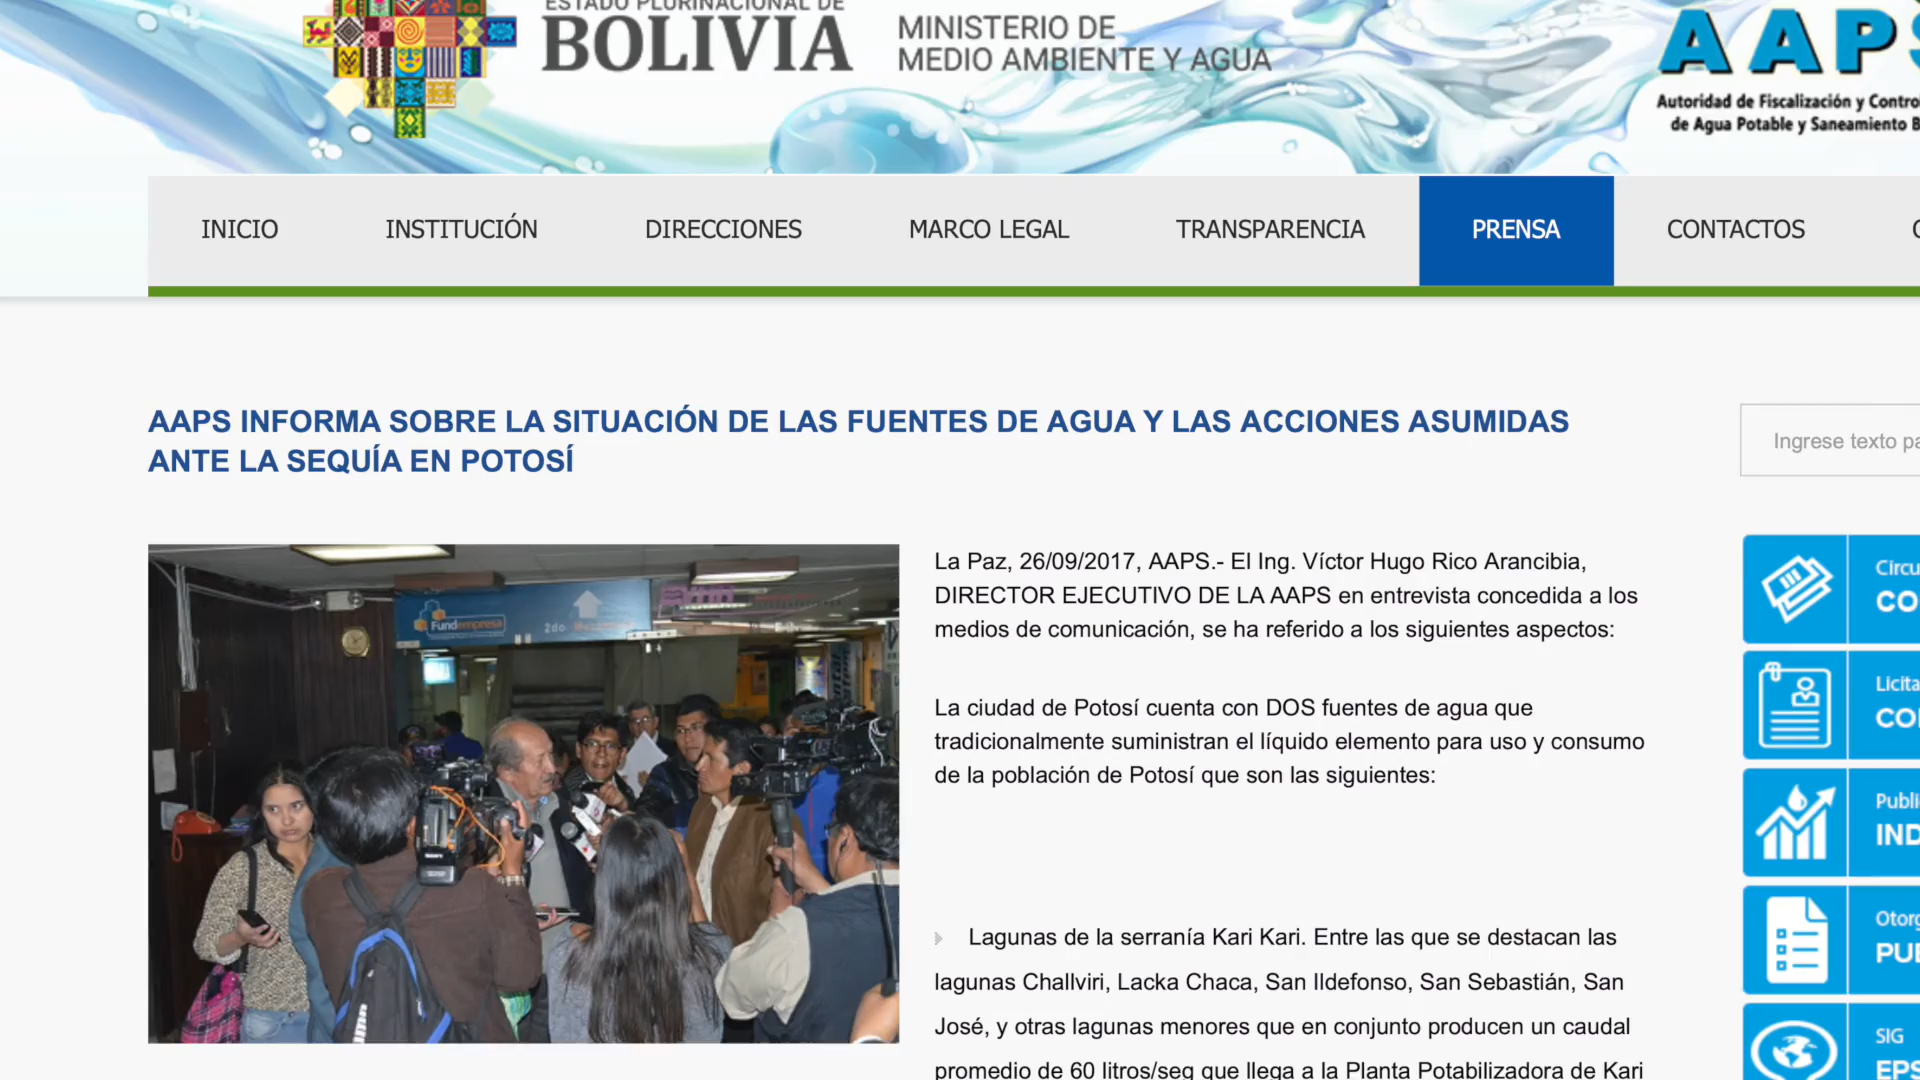 ESTADO PLURINACIONAL DE
BOLIVIA
MINISTERIO DE
MEDIO AMBIENTE Y AGUA
AAPS
Autoridad de Fiscalización y Contro
de Agua Potable y Saneamiento B
INICIO
INSTITUCIÓN
DIRECCIONES
MARCO LEGAL
TRANSPARENCIA
PRENSA
CONTACTOS
AAPS INFORMA SOBRE LA SITUACIÓN DE LAS FUENTES DE AGUA Y LAS ACCIONES ASUMIDAS
ANTE LA SEQUÍA EN POTOSÍ
Ingrese texto pa
Fundempresa
2do
La Paz, 26/09/2017, AAPS.- El Ing. Víctor Hugo Rico Arancibia,
DIRECTOR EJECUTIVO DE LA AAPS en entrevista concedida a los
medios de comunicación, se ha referido a los siguientes aspectos:
La ciudad de Potosí cuenta con DOS fuentes de agua que
tradicionalmente suministran el líquido elemento para uso y consumo
de la población de Potosí que son las siguientes:
Lagunas de la serranía Kari Kari. Entre las que se destacan las
lagunas Challviri, Lacka Chaca, San Ildefonso, San Sebastián, San
José, y otras lagunas menores que en conjunto producen un caudal
promedio de 60 litros/seg que llega a la Planta Potabilizadora de Kari
Circu
CO
Licita
CO
Publi
IND
Otorg
PUE
SIG
EPS